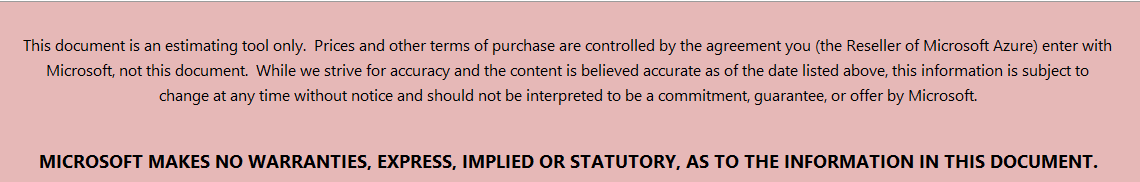 This document is an estimating tool only.  Prices and other terms of purchase are controlled by the agreement you (the Reseller of Microsoft Azure) enter with
Microsoft, not this document.  While we strive for accuracy and the content is believed accurate as of the date listed above, this information is subject to
change at any time without notice and should not be interpreted to be a commitment, guarantee, or offer by Microsoft.
MICROSOFT MAKES NO WARRANTIES, EXPRESS, IMPLIED OR STATUTORY, AS TO THE INFORMATION IN THIS DOCUMENT.